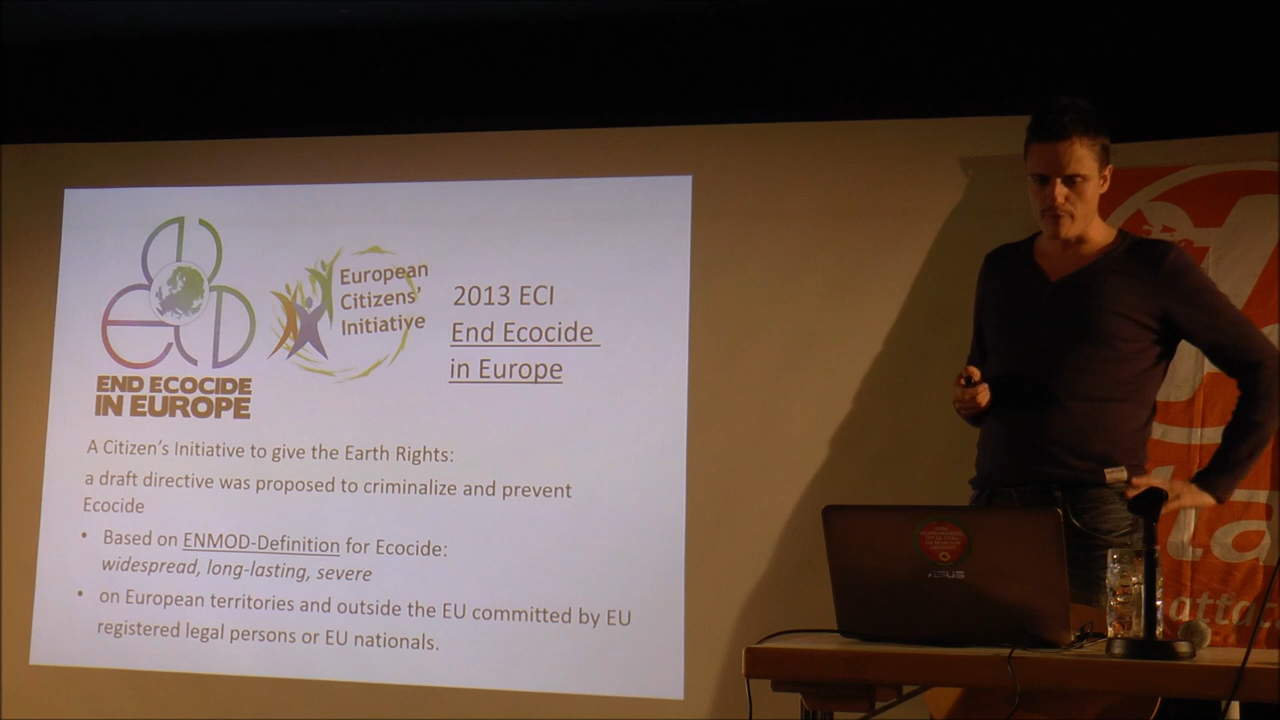 European
Citizens'
Initiative
2013 ECI
End Ecocide
in Europe
END ECOCIDE
IN EUROPE
A Citizen's Initiative to give the Earth Rights:
a draft directive was proposed to criminalize and prevent
Ecocide
• Based on ENMOD-Definition for Ecocide:
widespread, long-lasting, severe
• on European territories and outside the EU committed by EU
registered legal persons or EU nationals.
ASUS
atta